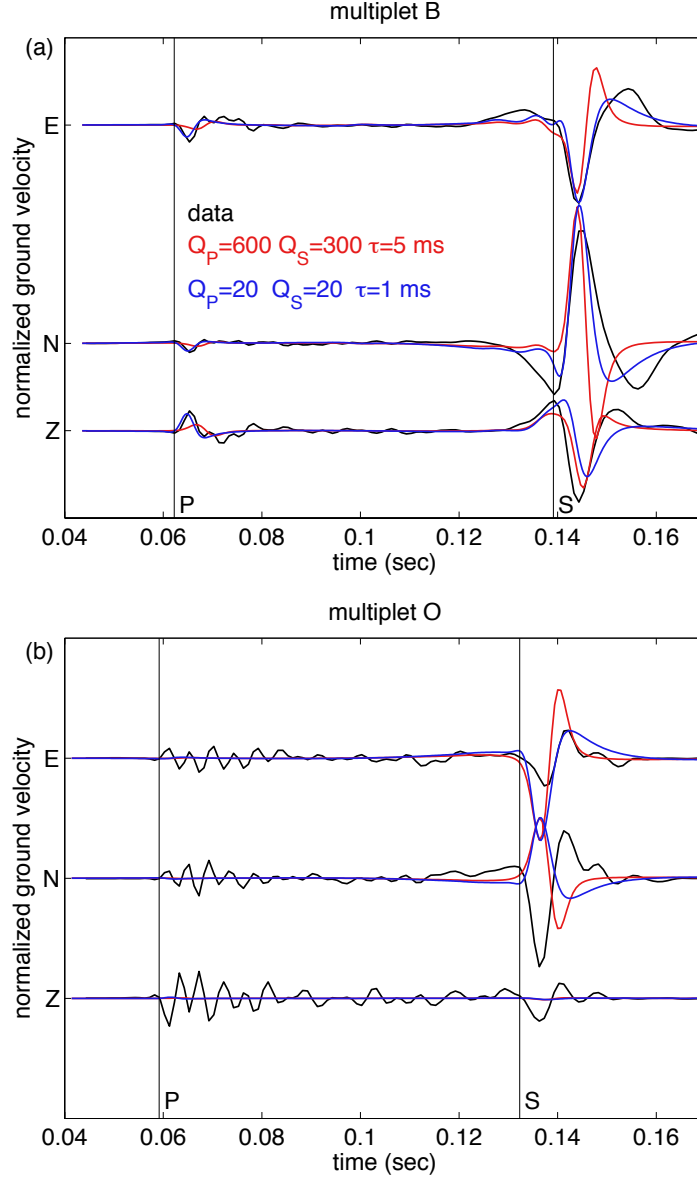 multiplet B
(a)
E
data
Q_P=600 Q_S=300 τ=5 ms
Q_P=20 Q_S=20 τ=1 ms
N
Z
P
S
normalized ground velocity
0.04 0.06 0.08 0.1 0.12 0.14 0.16
time (sec)
multiplet O
(b)
E
N
Z
P
S
normalized ground velocity
0.04 0.06 0.08 0.1 0.12 0.14 0.16
time (sec)